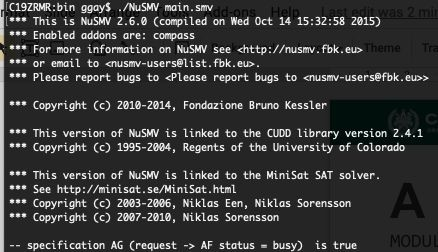 C19ZRMR:bin ggay$ ./NuSMV main.smv
*** This is NuSMV 2.6.0 (compiled on Wed Oct 14 15:32:58 2015)
*** Enabled addons are: compass
*** For more information on NuSMV see <http://nusmv.fbk.eu>
*** or email to <nusmv-users@list.fbk.eu>.
*** Please report bugs to <Please report bugs to <nusmv-users@fbk.eu>>
*** Copyright (c) 2010-2014, Fondazione Bruno Kessler
*** This version of NuSMV is linked to the CUDD library version 2.4.1
*** Copyright (c) 1995-2004, Regents of the University of Colorado
*** This version of NuSMV is linked to the MiniSat SAT solver.
*** See http://minisat.se/MiniSat.html
*** Copyright (c) 2003-2006, Niklas Een, Niklas Sorensson
*** Copyright (c) 2007-2010, Niklas Sorensson
-- specification AG (request -> AF status = busy)  is true
Last edit was 2 min
Theme
A
MODUL